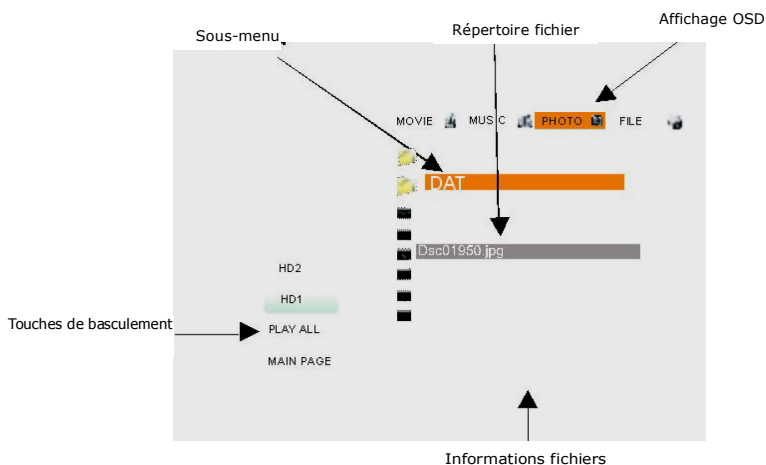 Affichage OSD
Sous-menu
Répertoire fichier
MOVIE MUSIC PHOTO FILE
DAT
Dsc01950.jpg
HD2
HD1
Touches de basculement
PLAY ALL
MAIN PAGE
Informations fichiers